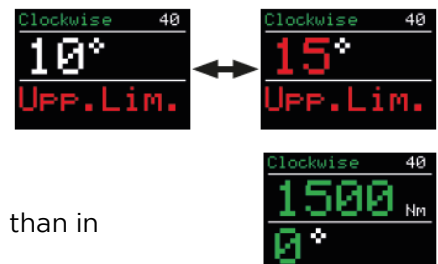 Clockwise 40
10°
Upp.Lim.
Clockwise 40
15°
Upp.Lim.
than in
Clockwise 40
1500 Nm
0°